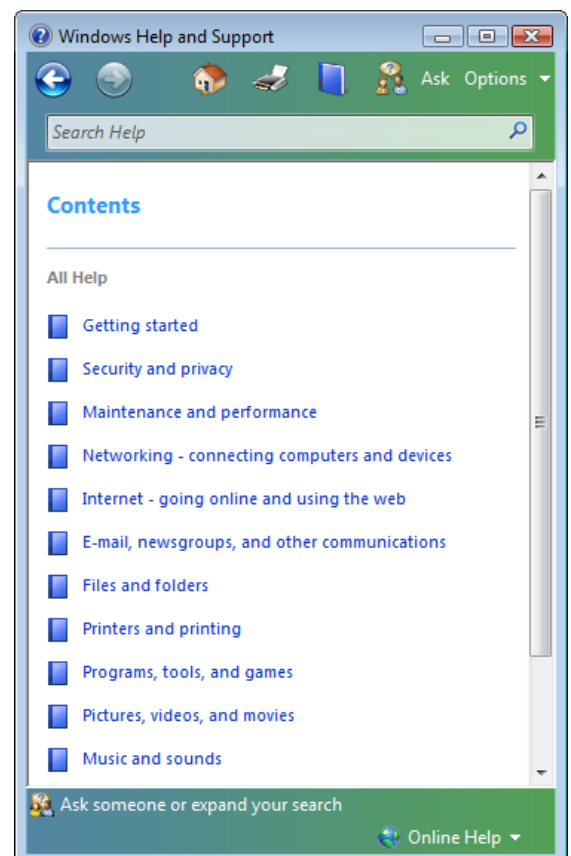 Windows Help and Support
Ask Options
Search Help
Contents
All Help
Getting started
Security and privacy
Maintenance and performance
Networking - connecting computers and devices
Internet - going online and using the web
E-mail, newsgroups, and other communications
Files and folders
Printers and printing
Programs, tools, and games
Pictures, videos, and movies
Music and sounds
Ask someone or expand your search
Online Help